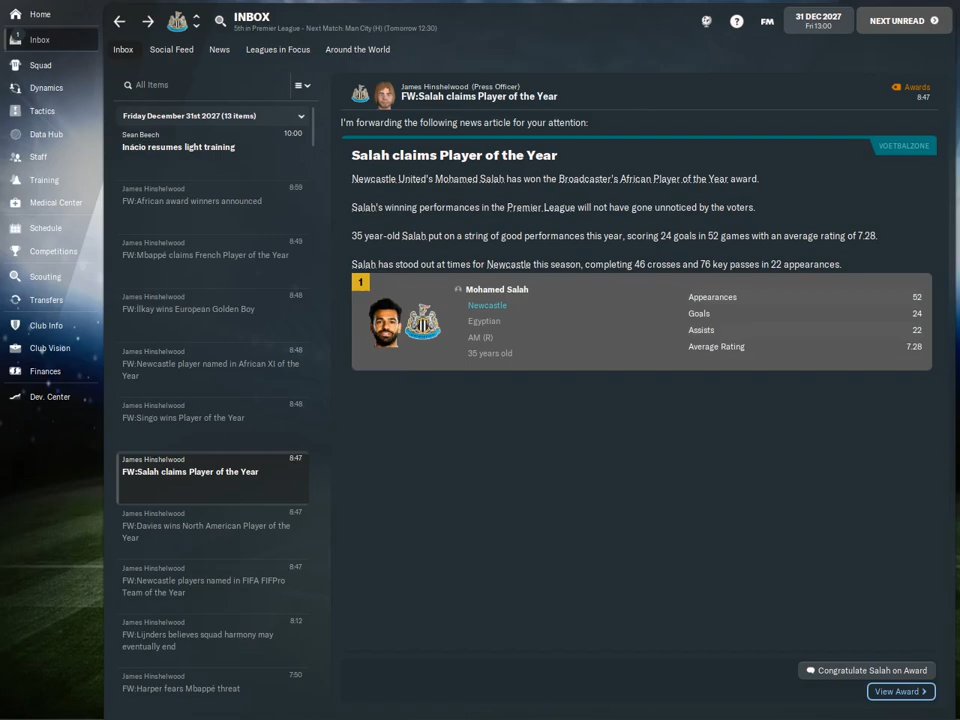 Home
1
Inbox
Squad
Dynamics
Tactics
Data Hub
Staff
Training
Medical Center
Schedule
Competitions
Scouting
Transfers
Club Info
Club Vision
Finances
Dev. Center
INBOX
5th in Premier League - Next Match: Man City (H) (Tomorrow 12:30)
?
FM
31 DEC 2027
Fri 13:00
NEXT UNREAD
Inbox
Social Feed
News
Leagues in Focus
Around the World
All Items
Friday December 31st 2027 (13 items)
Sean Beech 10:00
Inácio resumes light training
James Hinshelwood 8:59
FW:African award winners announced
James Hinshelwood 8:49
FW:Mbappé claims French Player of the Year
James Hinshelwood 8:48
FW:İlkay wins European Golden Boy
James Hinshelwood 8:48
FW:Newcastle player named in African XI of the
Year
James Hinshelwood 8:48
FW:Singo wins Player of the Year
James Hinshelwood 8:47
FW:Salah claims Player of the Year
James Hinshelwood 8:47
FW:Davies wins North American Player of the
Year
James Hinshelwood 8:47
FW:Newcastle players named in FIFA FIFPro
Team of the Year
James Hinshelwood 8:12
FW:Lijnders believes squad harmony may
eventually end
James Hinshelwood 7:50
FW:Harper fears Mbappé threat
James Hinshelwood (Press Officer)
FW:Salah claims Player of the Year
Awards
8:47
I'm forwarding the following news article for your attention:
VOETBALZONE
Salah claims Player of the Year
Newcastle United's Mohamed Salah has won the Broadcaster's African Player of the Year award.
Salah's winning performances in the Premier League will not have gone unnoticed by the voters.
35 year-old Salah put on a string of good performances this year, scoring 24 goals in 52 games with an average rating of 7.28.
Salah has stood out at times for Newcastle this season, completing 46 crosses and 76 key passes in 22 appearances.
1
Mohamed Salah
Newcastle
Egyptian
AM (R)
35 years old
Appearances 52
Goals 24
Assists 22
Average Rating 7.28
Congratulate Salah on Award
View Award